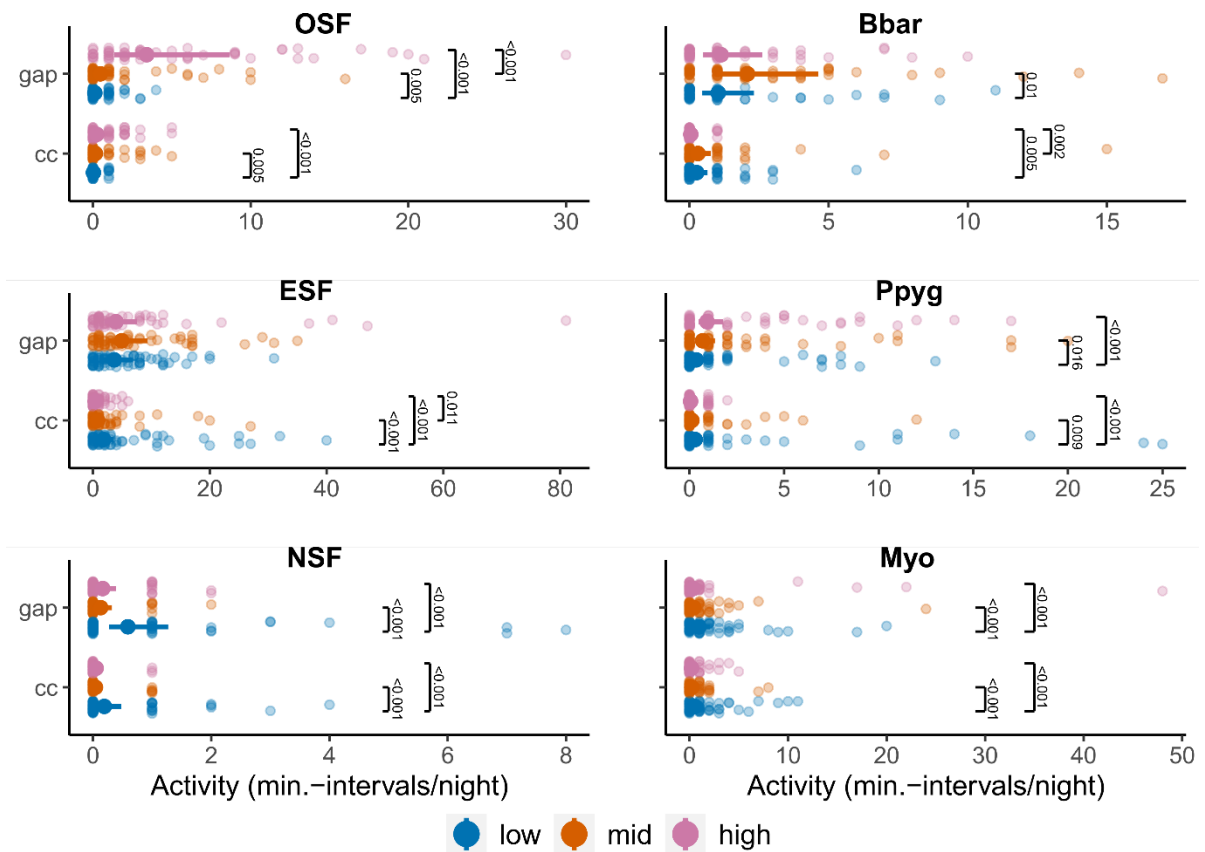 OSF
gap
cc
<0.001
<0.001
0.005
<0.001
0.005
0 10 20 30
Bbar
0.01
0.002
0.005
0 5 10 15
ESF
gap
cc
0.011
<0.001
<0.001
0 20 40 60 80
Ppyg
<0.001
0.016
<0.001
0.009
0 5 10 15 20 25
NSF
gap
cc
<0.001
<0.001
<0.001
<0.001
0 2 4 6 8
Activity (min.−intervals/night)
Myo
<0.001
<0.001
<0.001
<0.001
0 10 20 30 40 50
Activity (min.−intervals/night)
low mid high